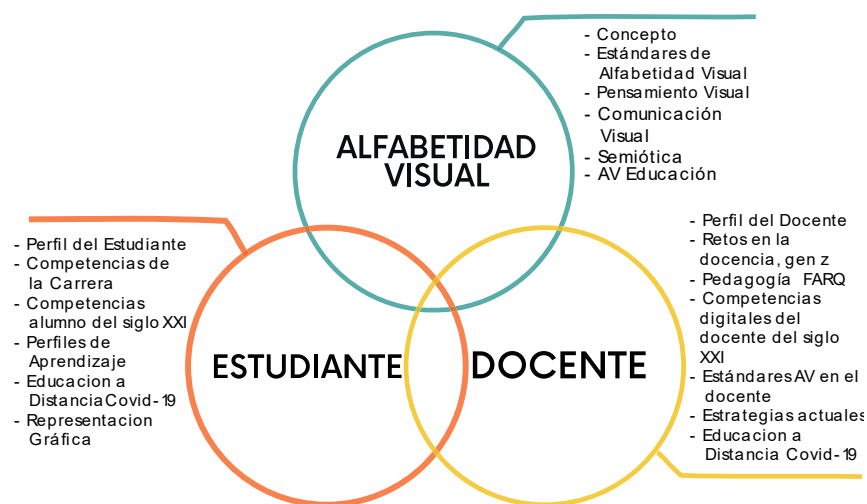 - Concepto
- Estándares de
Alfabetidad Visual
- Pensamiento Visual
- Comunicación
Visual
- Semiótica
- AV Educación
ALFABETIDAD
VISUAL
- Perfil del Estudiante
- Competencias de
la Carrera
- Competencias
alumno del siglo XXI
- Perfiles de
Aprendizaje
- Educacion a
Distancia Covid-19
- Representacion
Gráfica
ESTUDIANTE
DOCENTE
- Perfil del Docente
- Retos en la
docencia, gen z
- Pedagogía FARQ
- Competencias
digitales del
docente del siglo
XXI
- Estándares AV en el
docente
- Estrategias actuales
- Educacion a
Distancia Covid-19